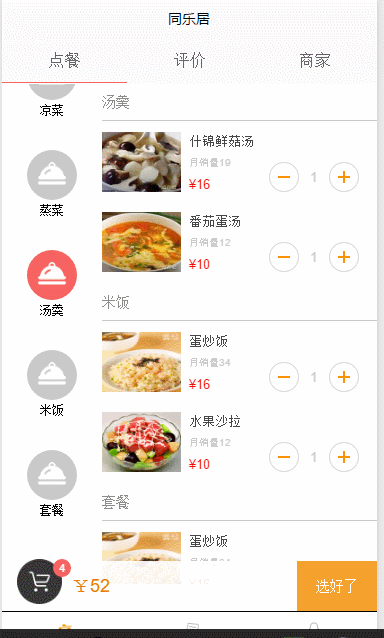 同乐居
点餐 评价 商家
凉菜
蒸菜
汤羹
米饭
套餐
汤羹
什锦鲜菇汤
月销量19
¥16
1
番茄蛋汤
月销量12
¥10
1
米饭
蛋炒饭
月销量34
¥16
1
水果沙拉
月销量12
¥10
1
套餐
蛋炒饭
4
¥52
选好了